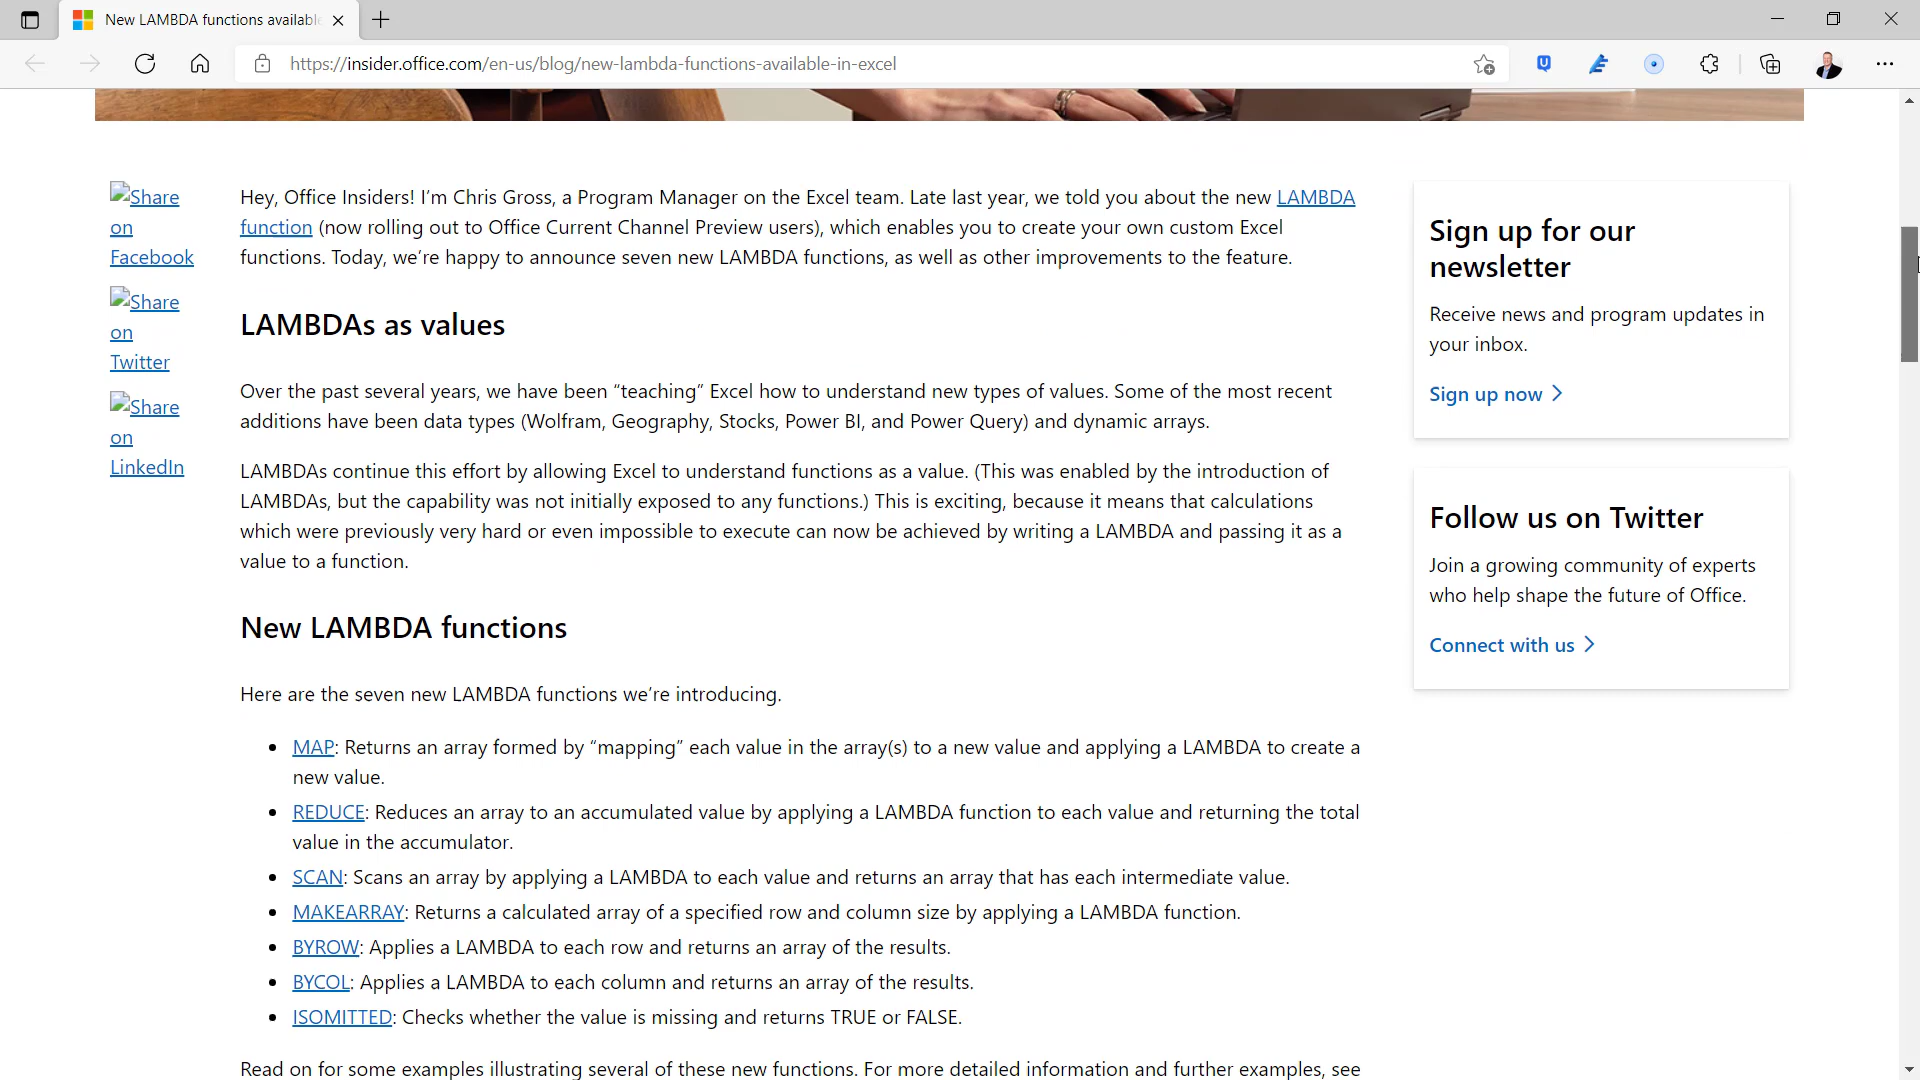 New LAMBDA functions available
https://insider.office.com/en-us/blog/new-lambda-functions-available-in-excel
Share
on
Facebook
Share
on
Twitter
Share
on
LinkedIn
Hey, Office Insiders! I’m Chris Gross, a Program Manager on the Excel team. Late last year, we told you about the new LAMBDA
function (now rolling out to Office Current Channel Preview users), which enables you to create your own custom Excel
functions. Today, we’re happy to announce seven new LAMBDA functions, as well as other improvements to the feature.
LAMBDAs as values
Over the past several years, we have been “teaching” Excel how to understand new types of values. Some of the most recent
additions have been data types (Wolfram, Geography, Stocks, Power BI, and Power Query) and dynamic arrays.
LAMBDAs continue this effort by allowing Excel to understand functions as a value. (This was enabled by the introduction of
LAMBDAs, but the capability was not initially exposed to any functions.) This is exciting, because it means that calculations
which were previously very hard or even impossible to execute can now be achieved by writing a LAMBDA and passing it as a
value to a function.
New LAMBDA functions
Here are the seven new LAMBDA functions we’re introducing.
• MAP: Returns an array formed by “mapping” each value in the array(s) to a new value and applying a LAMBDA to create a
new value.
• REDUCE: Reduces an array to an accumulated value by applying a LAMBDA function to each value and returning the total
value in the accumulator.
• SCAN: Scans an array by applying a LAMBDA to each value and returns an array that has each intermediate value.
• MAKEARRAY: Returns a calculated array of a specified row and column size by applying a LAMBDA function.
• BYROW: Applies a LAMBDA to each row and returns an array of the results.
• BYCOL: Applies a LAMBDA to each column and returns an array of the results.
• ISOMITTED: Checks whether the value is missing and returns TRUE or FALSE.
Read on for some examples illustrating several of these new functions. For more detailed information and further examples, see
Sign up for our
newsletter
Receive news and program updates in
your inbox.
Sign up now
Follow us on Twitter
Join a growing community of experts
who help shape the future of Office.
Connect with us